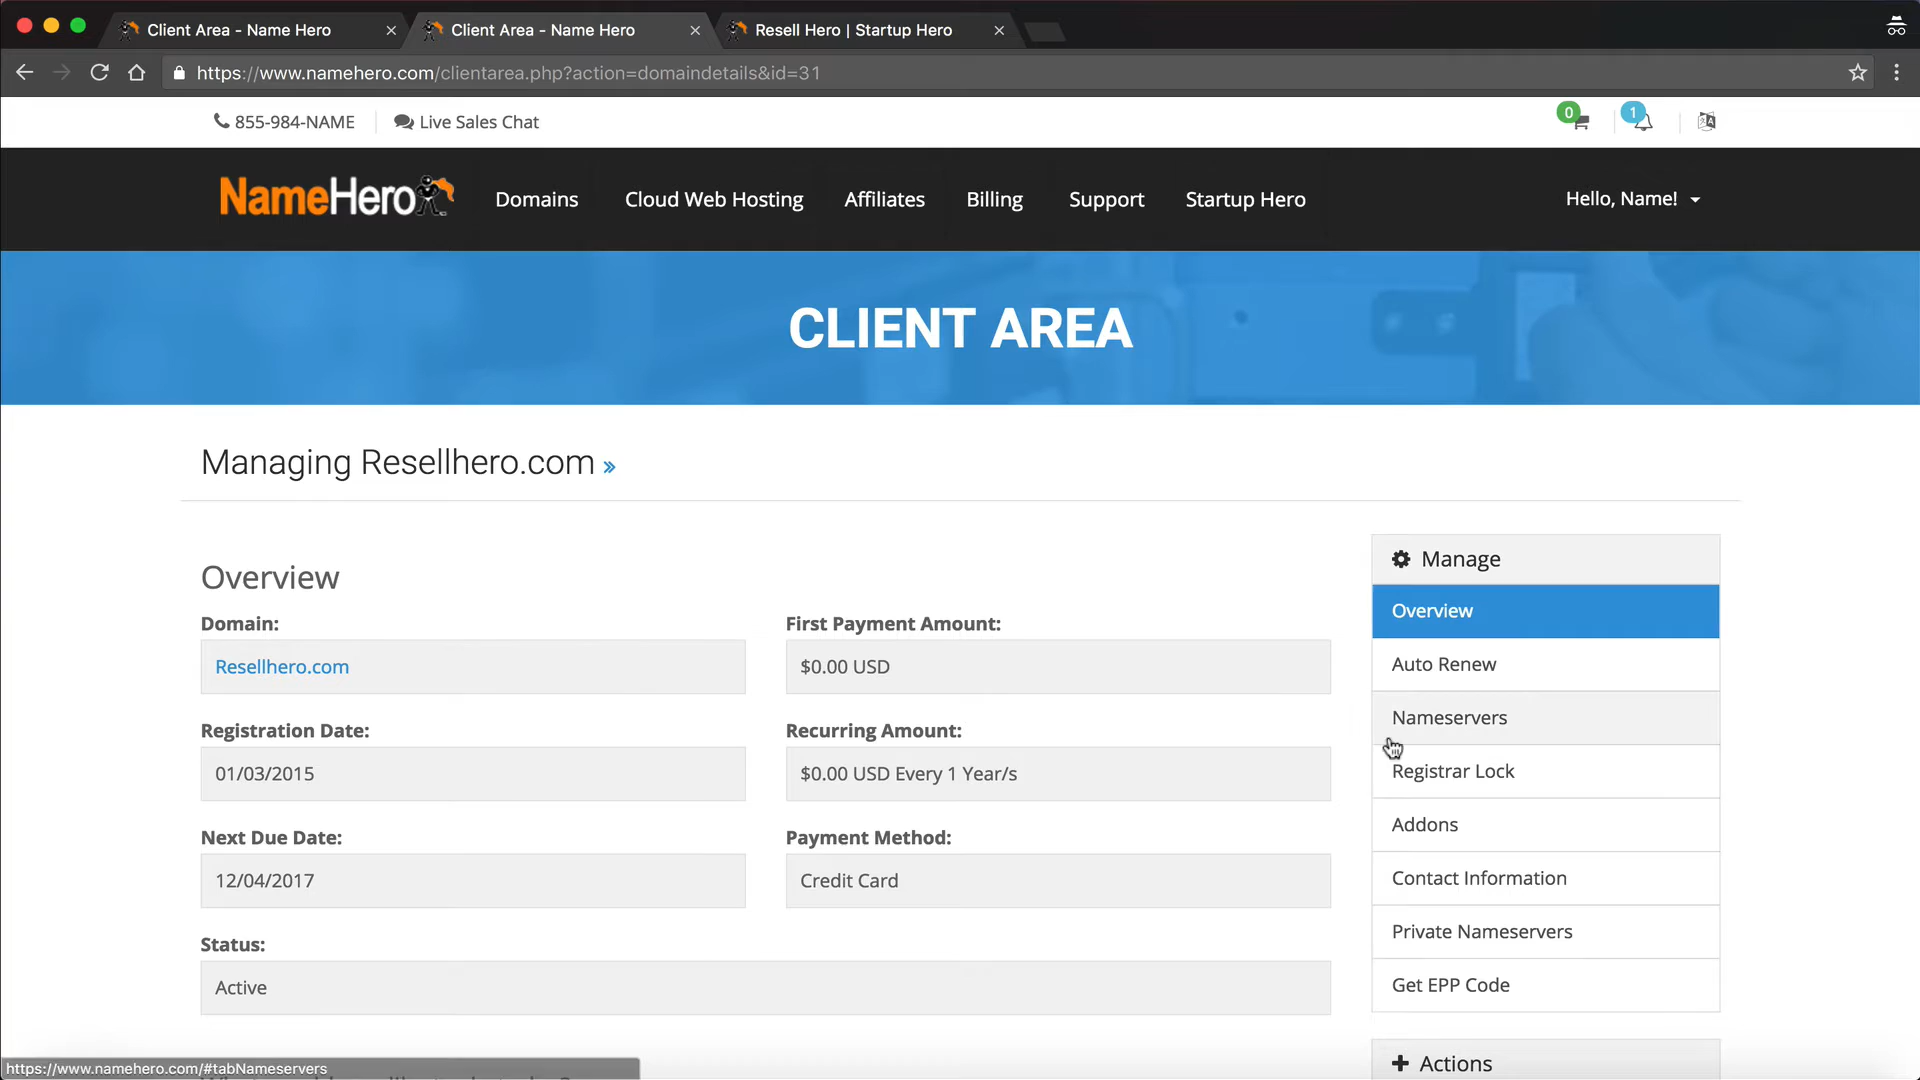 Client Area - Name Hero
Client Area - Name Hero
Resell Hero | Startup Hero
https://www.namehero.com/clientarea.php?action=domaindetails&id=31
855-984-NAME
Live Sales Chat
0
1
NameHero
Domains
Cloud Web Hosting
Affiliates
Billing
Support
Startup Hero
Hello, Name!
CLIENT AREA
Managing Resellhero.com »
Overview
Domain:
Resellhero.com
First Payment Amount:
$0.00 USD
Registration Date:
01/03/2015
Recurring Amount:
$0.00 USD Every 1 Year/s
Next Due Date:
12/04/2017
Payment Method:
Credit Card
Status:
Active
Manage
Overview
Auto Renew
Nameservers
Registrar Lock
Addons
Contact Information
Private Nameservers
Get EPP Code
Actions
https://www.namehero.com/#tabNameservers